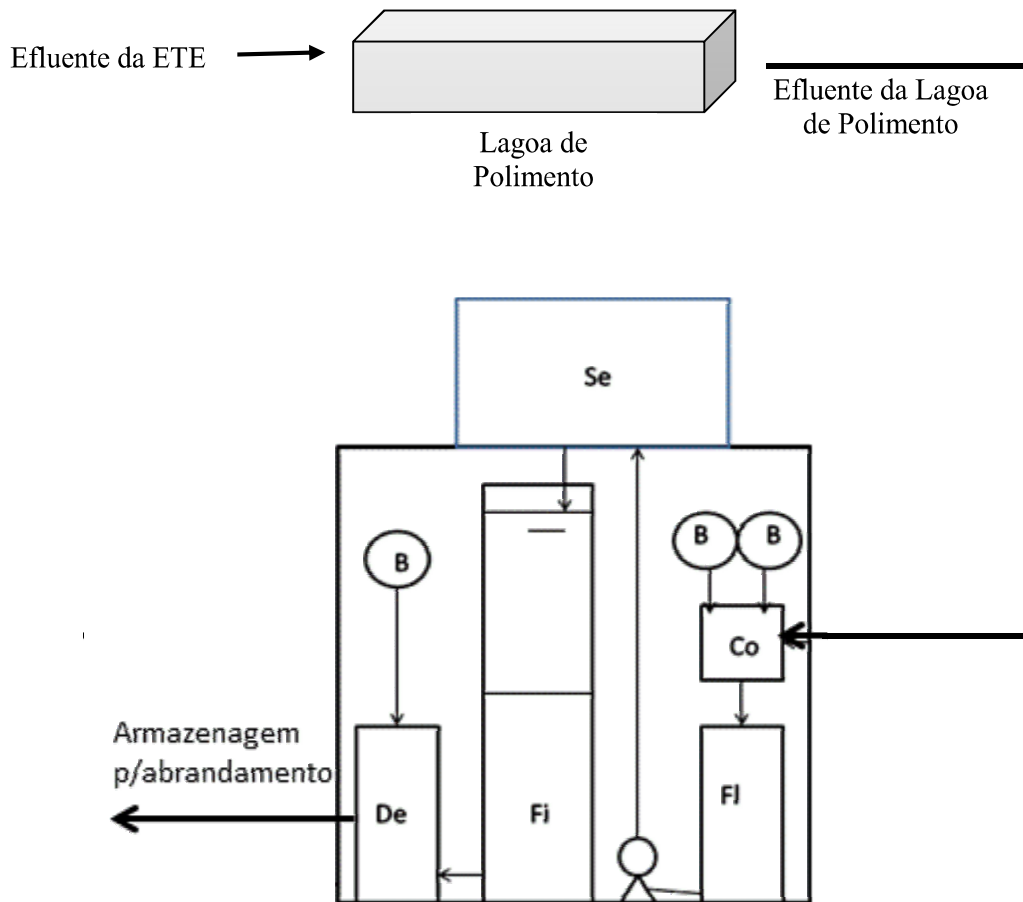 Efluente da ETE
Efluente da Lagoa
de Polimento
Lagoa de
Polimento
Se
B
B
B
Co
Armazenagem
p/abrandamento
De
Fi
Fl